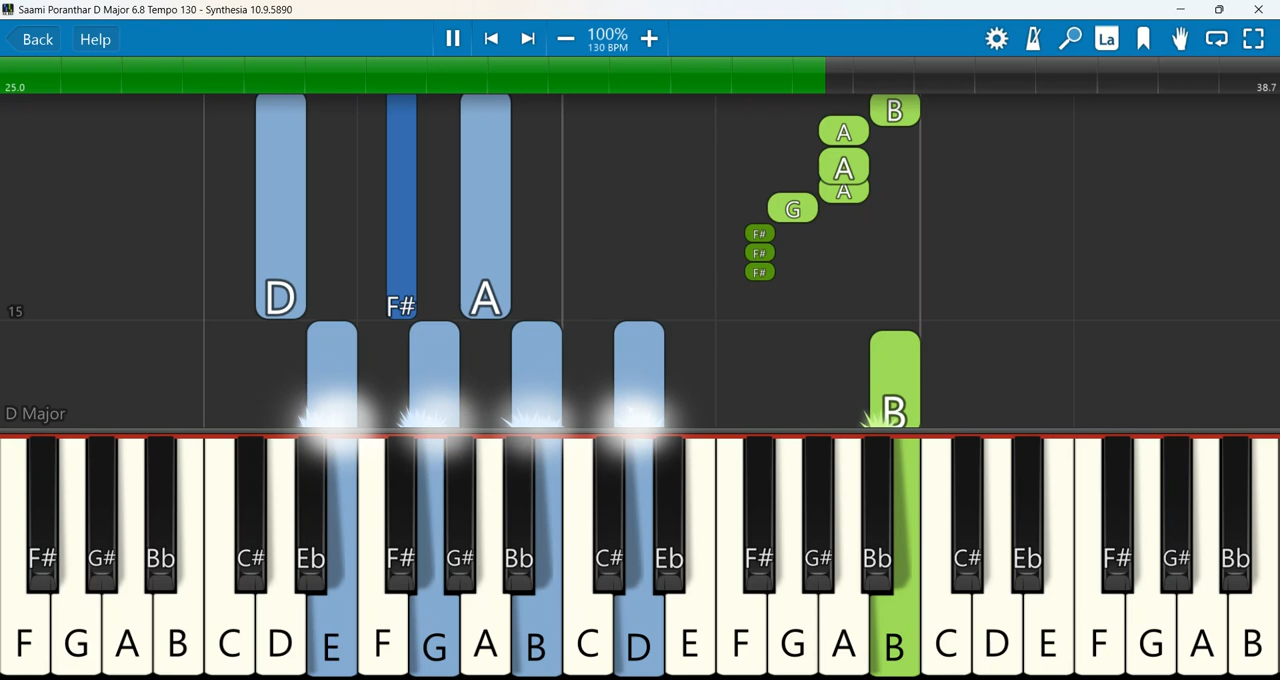 Saami Poranthar D Major 6.8 Tempo 130 - Synthesia 10.9.5890
Back Help 100% La
130 BPM
25.0 38.7
B
A
A
A
G
F#
F#
F#
D F# A
15
D Major B
F# G# Bb C# Eb F# G# Bb C# Eb F# G# Bb C# Eb F# G# Bb
F G A B C D E F G A B C D E F G A B C D E F G A B